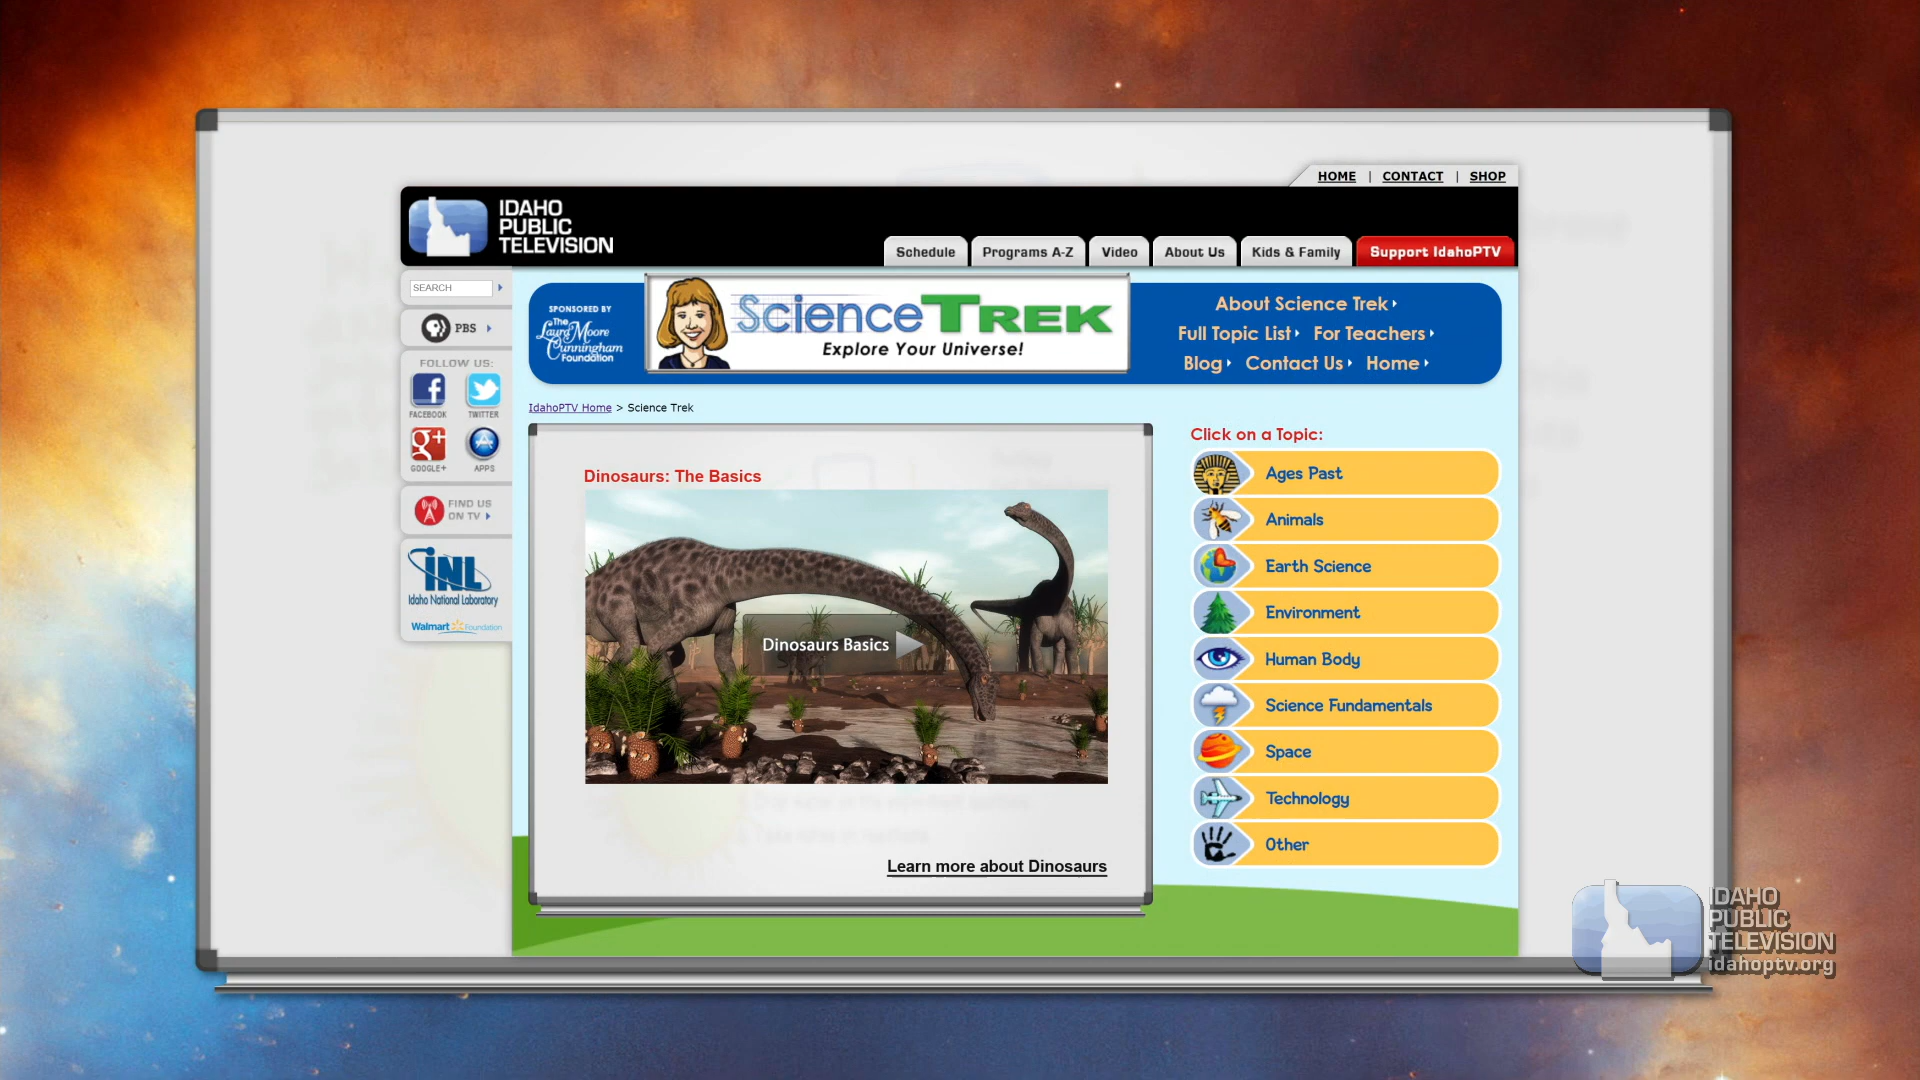 HOME | CONTACT | SHOP
IDAHO
PUBLIC
TELEVISION
Schedule
Programs A-Z
Video
About Us
Kids & Family
Support IdahoPTV
SEARCH
PBS
FOLLOW US:
FACEBOOK
TWITTER
GOOGLE+
APPS
FIND US
ON TV
INL
Idaho National Laboratory
Walmart Foundation
SPONSORED BY
The
Laura Moore
Cunningham
Foundation
ScienceTREK
Explore Your Universe!
About Science Trek
Full Topic List For Teachers
Blog Contact Us Home
IdahoPTV Home > Science Trek
Dinosaurs: The Basics
Dinosaurs Basics
Learn more about Dinosaurs
Click on a Topic:
Ages Past
Animals
Earth Science
Environment
Human Body
Science Fundamentals
Space
Technology
Other
IDAHO
PUBLIC
TELEVISION
idahoptv.org